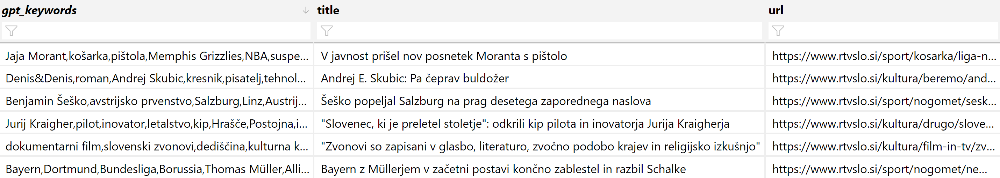 gpt_keywords title url
Jaja Morant,košarka,pištola,Memphis Grizzlies,NBA,suspe... V javnost prišel nov posnetek Moranta s pištolo https://www.rtvslo.si/sport/kosarka/liga-n...
Denis&Denis,roman,Andrej Skubic,kresnik,pisatelj,tehnol... Andrej E. Skubic: Pa čeprav buldožer https://www.rtvslo.si/kultura/beremo/and...
Benjamin Šeško,avstrijsko prvenstvo,Salzburg,Linz,Austrij... Šeško popeljal Salzburg na prag desetega zaporednega naslova https://www.rtvslo.si/sport/nogomet/sesk...
Jurij Kraigher,pilot,inovator,letalstvo,kip,Hrašče,Postojna,i... "Slovenec, ki je preletel stoletje": odkrili kip pilota in inovatorja Jurija Kraigherja https://www.rtvslo.si/kultura/drugo/slove...
dokumentarni film,slovenski zvonovi,dediščina,kulturna k... "Zvonovi so zapisani v glasbo, literaturo, zvočno podobo krajev in religijsko izkušnjo" https://www.rtvslo.si/kultura/film-in-tv/zv...
Bayern,Dortmund,Bundesliga,Borussia,Thomas Müller,Alli... Bayern z Müllerjem v začetni postavi končno zablestel in razbil Schalke https://www.rtvslo.si/sport/nogomet/ne...